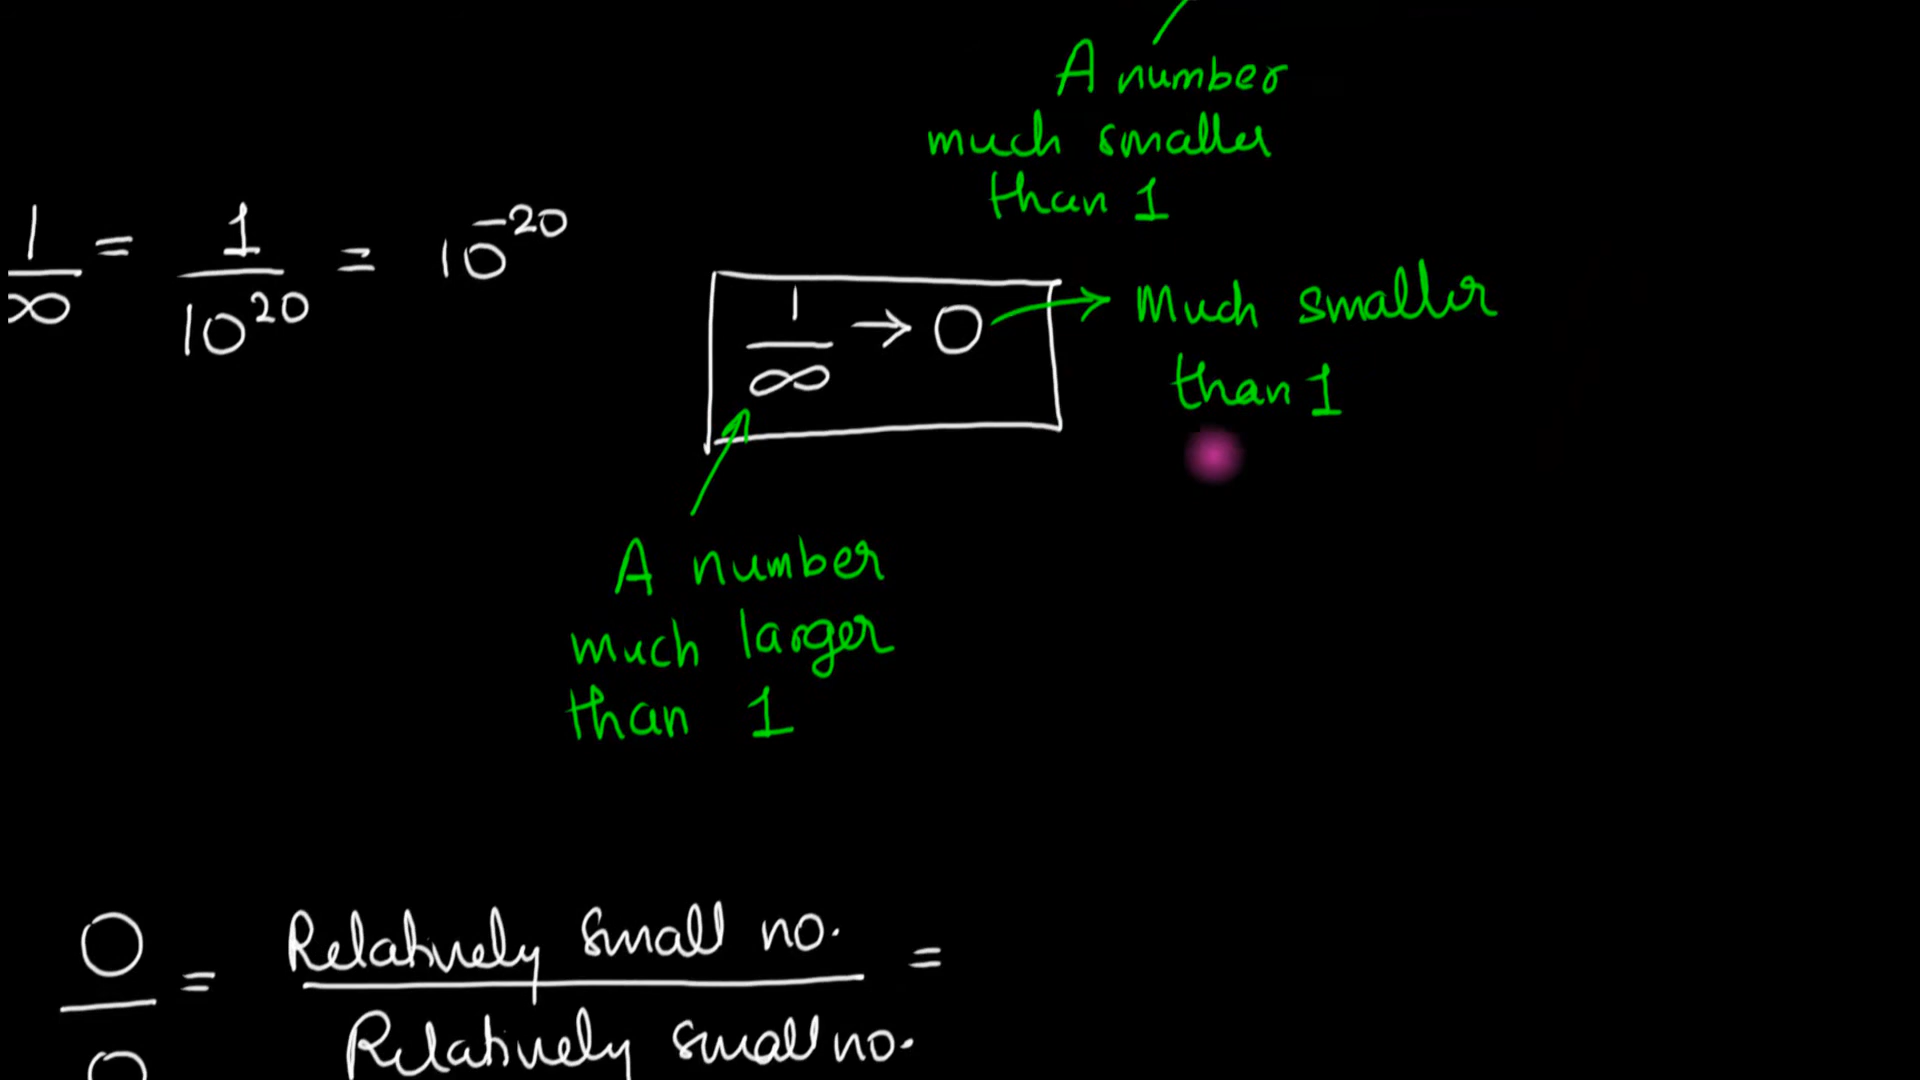 A number
much smaller
than 1
1/∞ = 1/10^20 = 10^-20
1/∞ → 0 → Much smaller
than 1
A number
much larger
than 1
0/0 = Relatively small no./Relatively small no. =